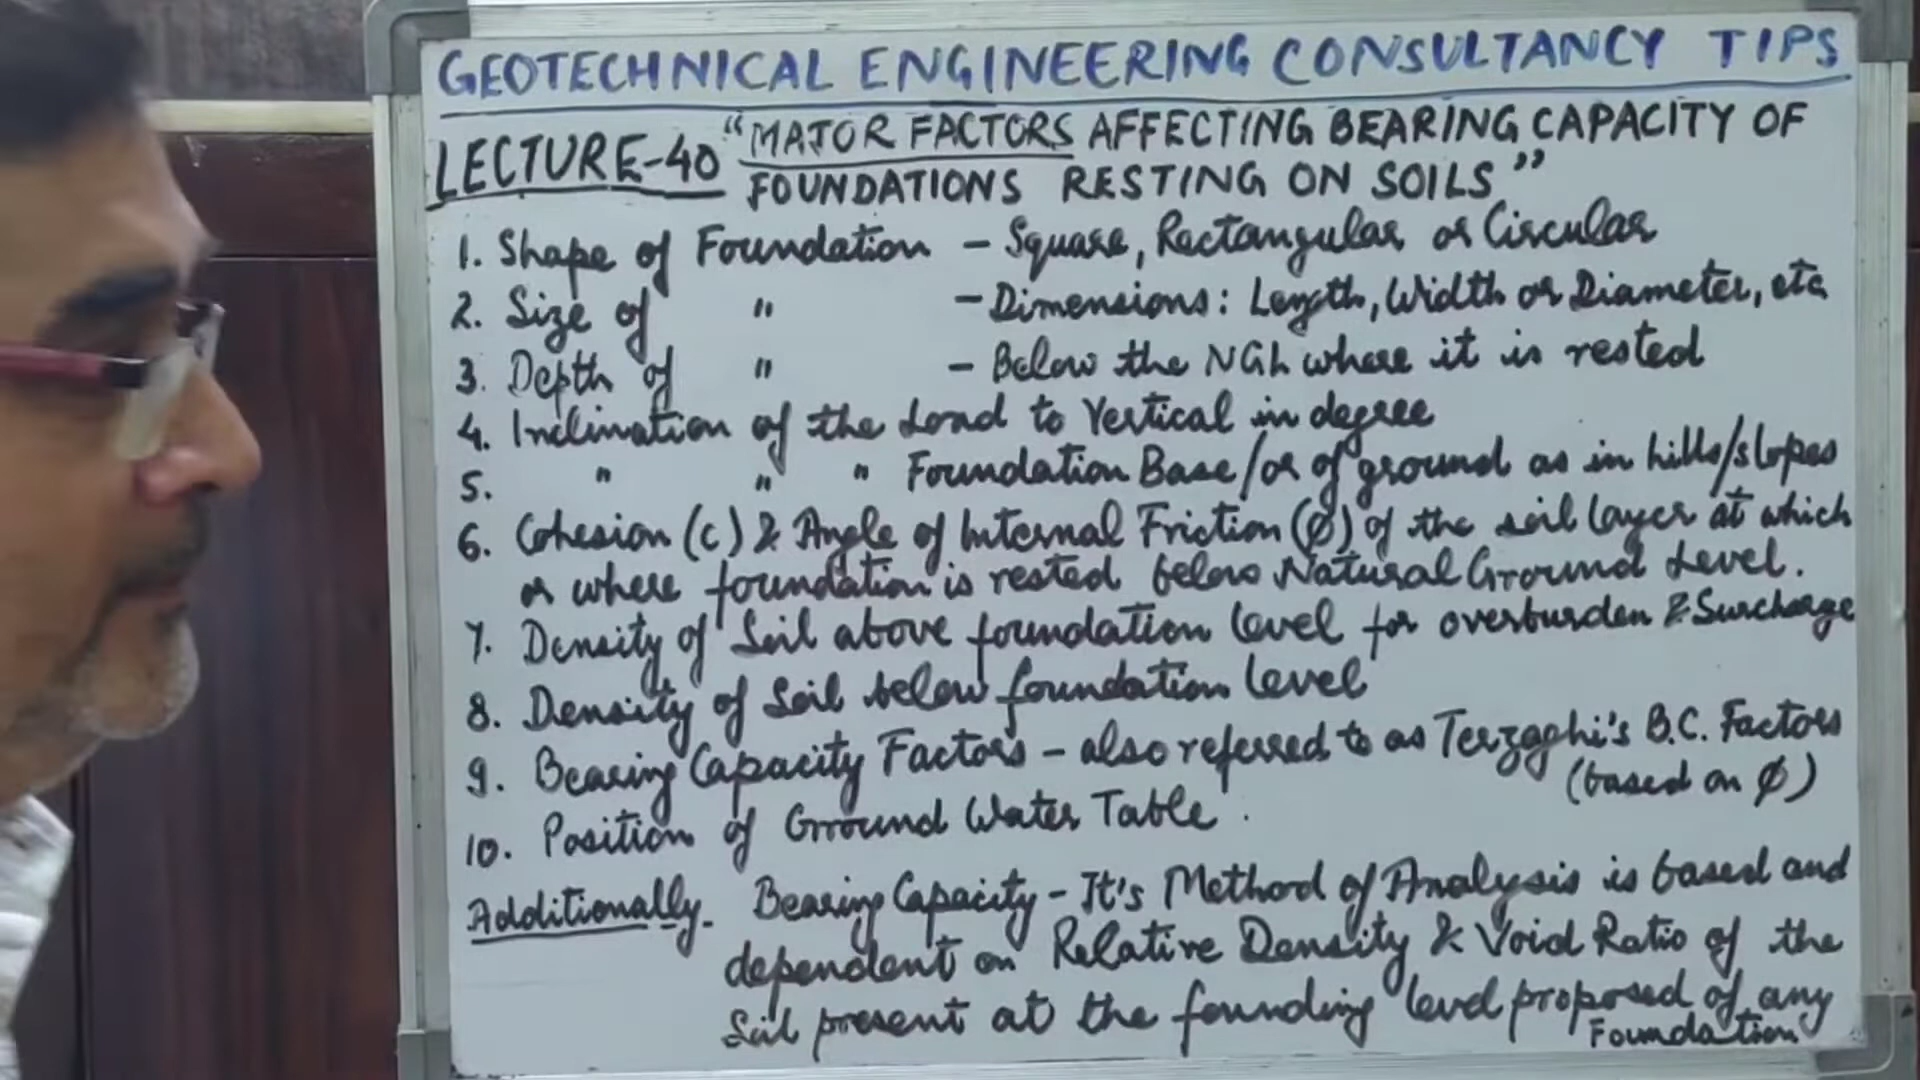 GEOTECHNICAL ENGINEERING CONSULTANCY TIPS
LECTURE-40 "MAJOR FACTORS AFFECTING BEARING CAPACITY OF
FOUNDATIONS RESTING ON SOILS"
1. Shape of Foundation - Square, Rectangular or Circular
2. Size of " - Dimensions: Length, Width or Diameter, etc
3. Depth of " - Below the NGL where it is rested
4. Inclination of the Load to Vertical in degree
5. " " " Foundation Base/or of ground as in hills/slopes
6. Cohesion (c) & Angle of Internal Friction (Ø) of the soil layer at which
or where foundation is rested below Natural Ground Level.
7. Density of Soil above foundation level for overburden & Surcharge
8. Density of Soil below foundation level
9. Bearing Capacity Factors - also referred to as Terzaghi's B.C. Factors
(based on Ø)
10. Position of Ground Water Table.
Additionally- Bearing Capacity - It's Method of Analysis is based and
dependent on Relative Density & Void Ratio of the
Soil present at the founding level proposed of any
Foundation